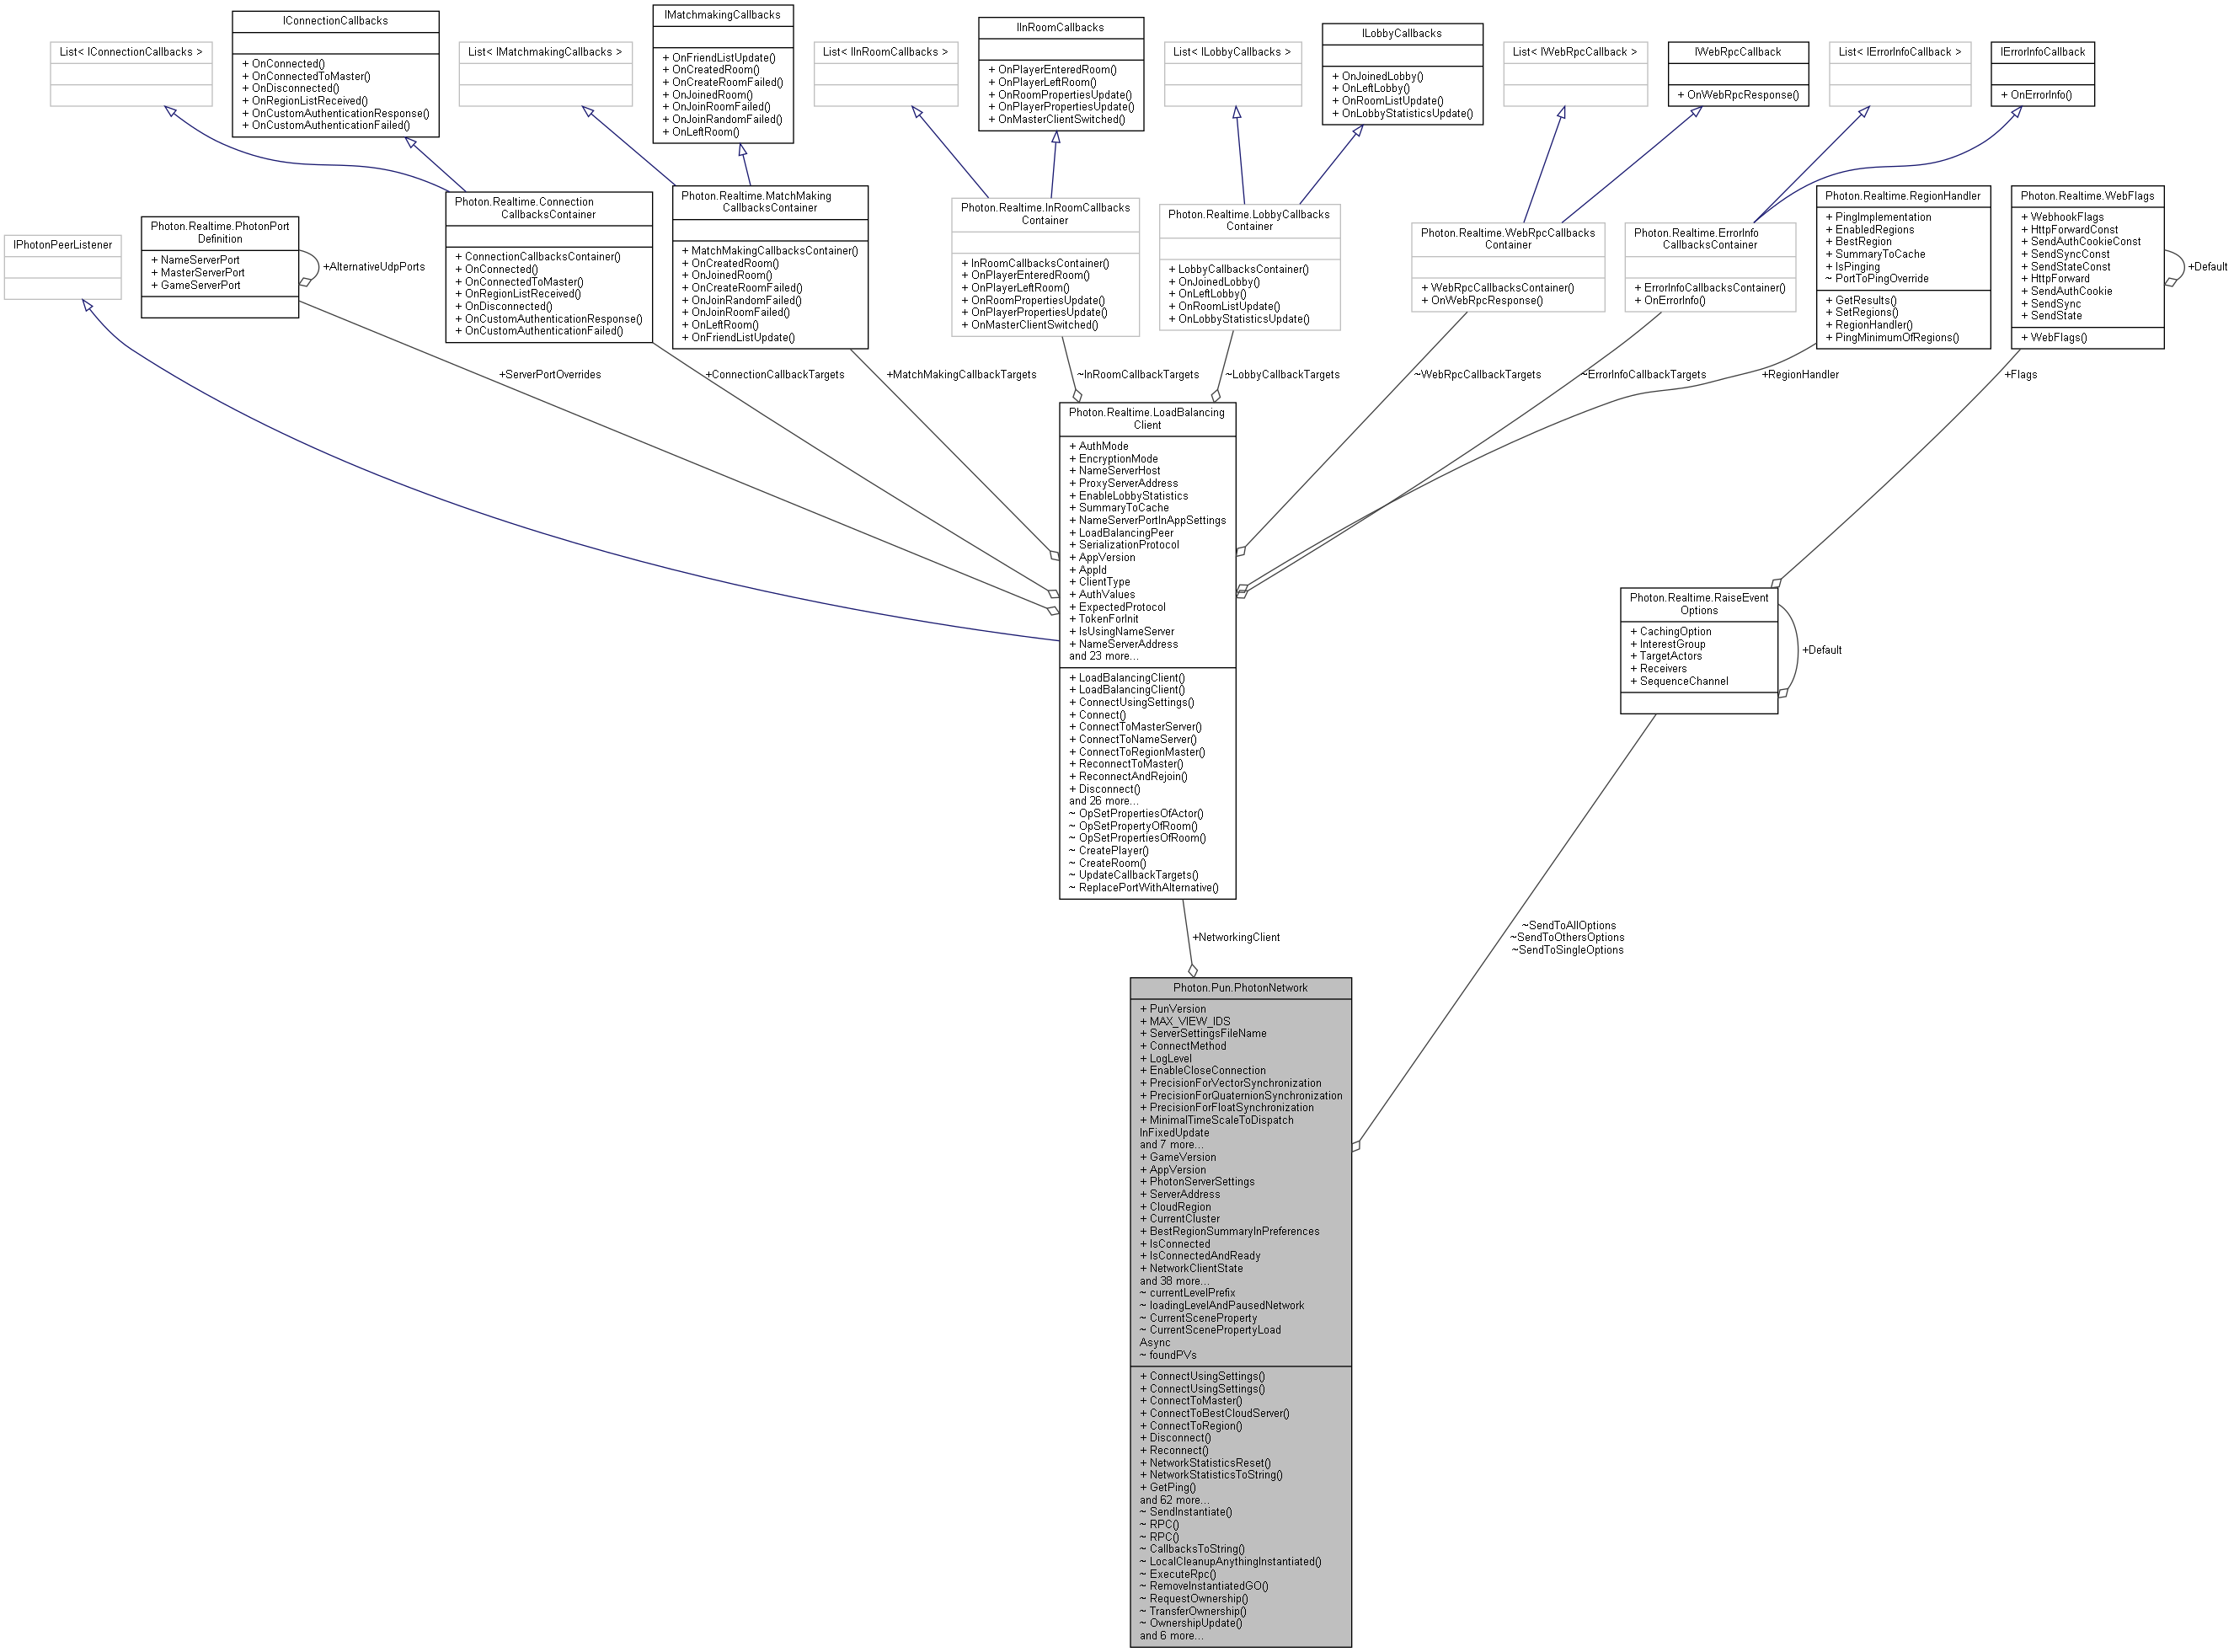 List< IConnectionCallbacks >
IConnectionCallbacks
+ OnConnected()
+ OnConnectedToMaster()
+ OnDisconnected()
+ OnRegionListReceived()
+ OnCustomAuthenticationResponse()
+ OnCustomAuthenticationFailed()
List< IMatchmakingCallbacks >
IMatchmakingCallbacks
+ OnFriendListUpdate()
+ OnCreatedRoom()
+ OnCreateRoomFailed()
+ OnJoinedRoom()
+ OnJoinRoomFailed()
+ OnJoinRandomFailed()
+ OnLeftRoom()
List< IInRoomCallbacks >
IInRoomCallbacks
+ OnPlayerEnteredRoom()
+ OnPlayerLeftRoom()
+ OnRoomPropertiesUpdate()
+ OnPlayerPropertiesUpdate()
+ OnMasterClientSwitched()
List< ILobbyCallbacks >
ILobbyCallbacks
+ OnJoinedLobby()
+ OnLeftLobby()
+ OnRoomListUpdate()
+ OnLobbyStatisticsUpdate()
List< IWebRpcCallback >
IWebRpcCallback
+ OnWebRpcResponse()
List< IErrorInfoCallback >
IErrorInfoCallback
+ OnErrorInfo()
IPhotonPeerListener
Photon.Realtime.PhotonPort
Definition
+ NameServerPort
+ MasterServerPort
+ GameServerPort
+AlternativeUdpPorts
Photon.Realtime.Connection
CallbacksContainer
+ ConnectionCallbacksContainer()
+ OnConnected()
+ OnConnectedToMaster()
+ OnRegionListReceived()
+ OnDisconnected()
+ OnCustomAuthenticationResponse()
+ OnCustomAuthenticationFailed()
Photon.Realtime.MatchMaking
CallbacksContainer
+ MatchMakingCallbacksContainer()
+ OnCreatedRoom()
+ OnJoinedRoom()
+ OnCreateRoomFailed()
+ OnJoinRandomFailed()
+ OnJoinRoomFailed()
+ OnLeftRoom()
+ OnFriendListUpdate()
Photon.Realtime.InRoomCallbacks
Container
+ InRoomCallbacksContainer()
+ OnPlayerEnteredRoom()
+ OnPlayerLeftRoom()
+ OnRoomPropertiesUpdate()
+ OnPlayerPropertiesUpdate()
+ OnMasterClientSwitched()
Photon.Realtime.LobbyCallbacks
Container
+ LobbyCallbacksContainer()
+ OnJoinedLobby()
+ OnLeftLobby()
+ OnRoomListUpdate()
+ OnLobbyStatisticsUpdate()
Photon.Realtime.WebRpcCallbacks
Container
+ WebRpcCallbacksContainer()
+ OnWebRpcResponse()
Photon.Realtime.ErrorInfo
CallbacksContainer
+ ErrorInfoCallbacksContainer()
+ OnErrorInfo()
Photon.Realtime.RegionHandler
+ PingImplementation
+ EnabledRegions
+ BestRegion
+ SummaryToCache
+ IsPinging
~ PortToPingOverride
+ GetResults()
+ SetRegions()
+ RegionHandler()
+ PingMinimumOfRegions()
Photon.Realtime.WebFlags
+ WebhookFlags
+ HttpForwardConst
+ SendAuthCookieConst
+ SendSyncConst
+ SendStateConst
+ HttpForward
+ SendAuthCookie
+ SendSync
+ SendState
+ WebFlags()
+Default
+ServerPortOverrides
+ConnectionCallbackTargets
+MatchMakingCallbackTargets
~InRoomCallbackTargets
~LobbyCallbackTargets
~WebRpcCallbackTargets
~ErrorInfoCallbackTargets
+RegionHandler
+Flags
Photon.Realtime.LoadBalancing
Client
+ AuthMode
+ EncryptionMode
+ NameServerHost
+ ProxyServerAddress
+ EnableLobbyStatistics
+ SummaryToCache
+ NameServerPortInAppSettings
+ LoadBalancingPeer
+ SerializationProtocol
+ AppVersion
+ AppId
+ ClientType
+ AuthValues
+ ExpectedProtocol
+ TokenForInit
+ IsUsingNameServer
+ NameServerAddress
and 23 more...
+ LoadBalancingClient()
+ LoadBalancingClient()
+ ConnectUsingSettings()
+ Connect()
+ ConnectToMasterServer()
+ ConnectToNameServer()
+ ConnectToRegionMaster()
+ ReconnectToMaster()
+ ReconnectAndRejoin()
+ Disconnect()
and 26 more...
~ OpSetPropertiesOfActor()
~ OpSetPropertyOfRoom()
~ OpSetPropertiesOfRoom()
~ CreatePlayer()
~ CreateRoom()
~ UpdateCallbackTargets()
~ ReplacePortWithAlternative()
Photon.Realtime.RaiseEvent
Options
+ CachingOption
+ InterestGroup
+ TargetActors
+ Receivers
+ SequenceChannel
+Default
+NetworkingClient
~SendToAllOptions
~SendToOthersOptions
~SendToSingleOptions
Photon.Pun.PhotonNetwork
+ PunVersion
+ MAX_VIEW_IDS
+ ServerSettingsFileName
+ ConnectMethod
+ LogLevel
+ EnableCloseConnection
+ PrecisionForVectorSynchronization
+ PrecisionForQuaternionSynchronization
+ PrecisionForFloatSynchronization
+ MinimalTimeScaleToDispatch
InFixedUpdate
and 7 more...
+ GameVersion
+ AppVersion
+ PhotonServerSettings
+ ServerAddress
+ CloudRegion
+ CurrentCluster
+ BestRegionSummaryInPreferences
+ IsConnected
+ IsConnectedAndReady
+ NetworkClientState
and 38 more...
~ currentLevelPrefix
~ loadingLevelAndPausedNetwork
~ CurrentSceneProperty
~ CurrentScenePropertyLoad
Async
~ foundPVs
+ ConnectUsingSettings()
+ ConnectUsingSettings()
+ ConnectToMaster()
+ ConnectToBestCloudServer()
+ ConnectToRegion()
+ Disconnect()
+ Reconnect()
+ NetworkStatisticsReset()
+ NetworkStatisticsToString()
+ GetPing()
and 62 more...
~ SendInstantiate()
~ RPC()
~ RPC()
~ CallbacksToString()
~ LocalCleanupAnythingInstantiated()
~ ExecuteRpc()
~ RemoveInstantiatedGO()
~ RequestOwnership()
~ TransferOwnership()
~ OwnershipUpdate()
and 6 more...